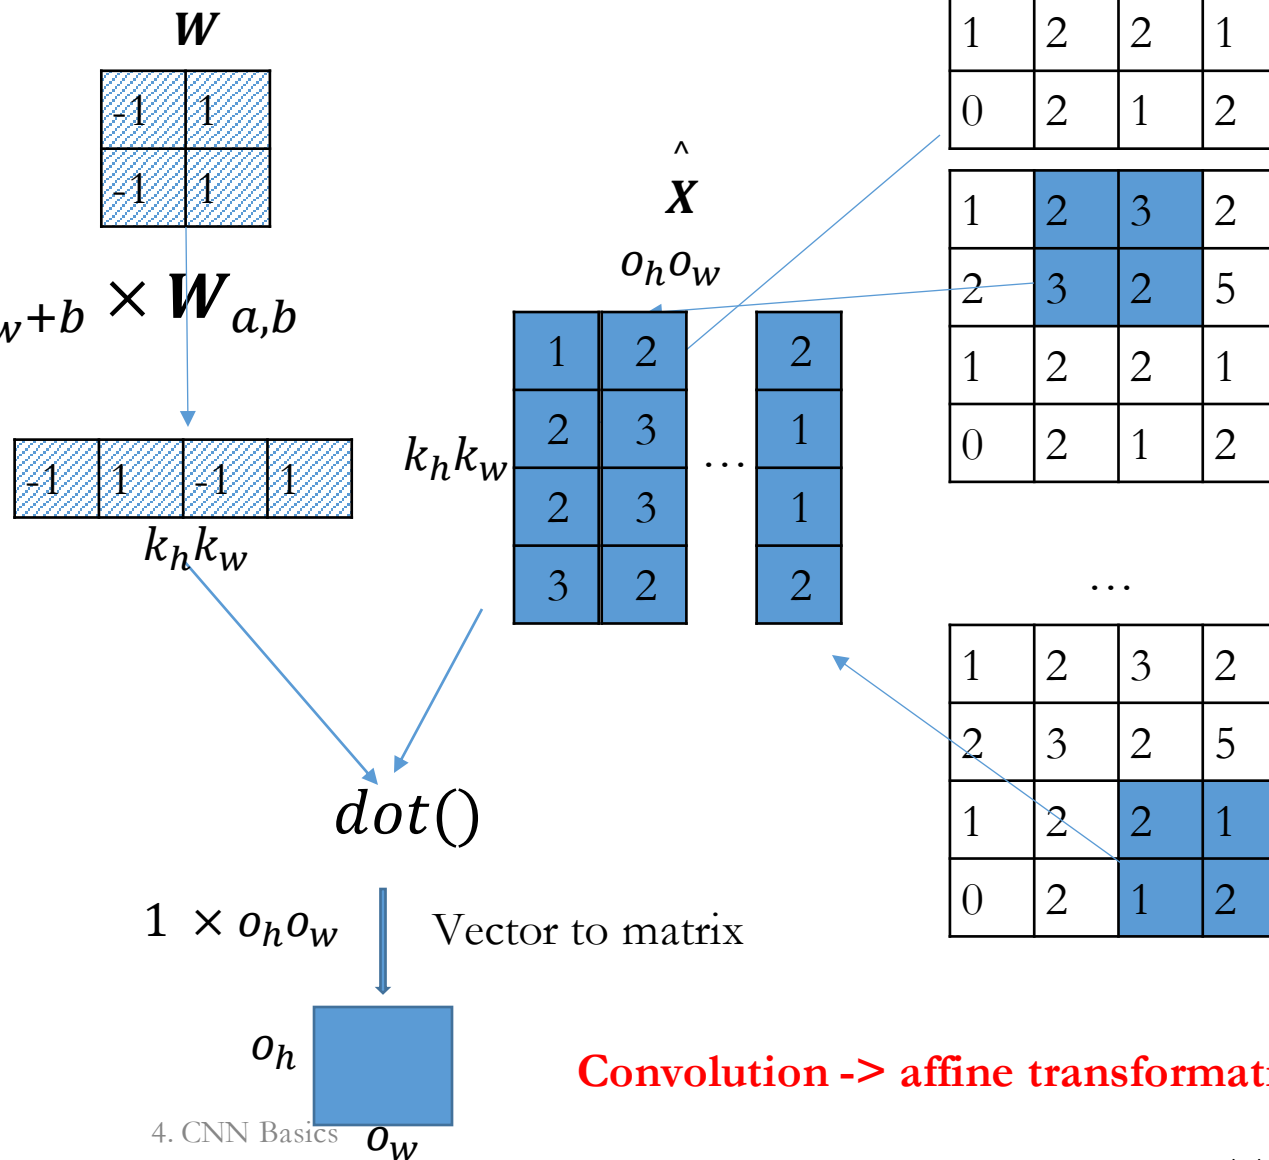 W
-1 1
-1 1
w+b × W a,b
-1 1 -1 1
k_h k_w
^
X
o_h o_w
k_h k_w
1 2 2
2 3 1
...
2 3 1
3 2 2
1 2 2 1
0 2 1 2
1 2 3 2
2 3 2 5
1 2 2 1
0 2 1 2
...
1 2 3 2
2 3 2 5
1 2 2 1
0 2 1 2
dot()
1 × o_h o_w
Vector to matrix
o_h
o_w
Convolution -> affine transformati
4. CNN Basics